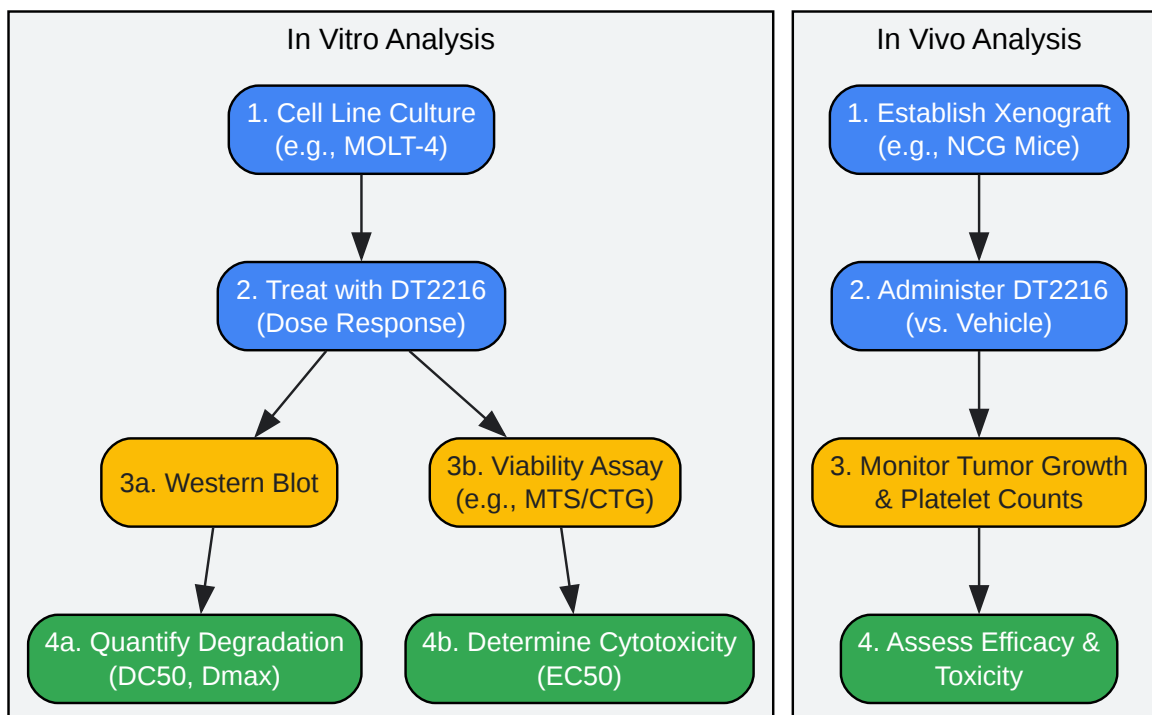 In Vitro Analysis
1. Cell Line Culture
(e.g., MOLT-4)
2. Treat with DT2216
(Dose Response)
3a. Western Blot
3b. Viability Assay
(e.g., MTS/CTG)
4a. Quantify Degradation
(DC50, Dmax)
4b. Determine Cytotoxicity
(EC50)
In Vivo Analysis
1. Establish Xenograft
(e.g., NCG Mice)
2. Administer DT2216
(vs. Vehicle)
3. Monitor Tumor Growth
& Platelet Counts
4. Assess Efficacy &
Toxicity